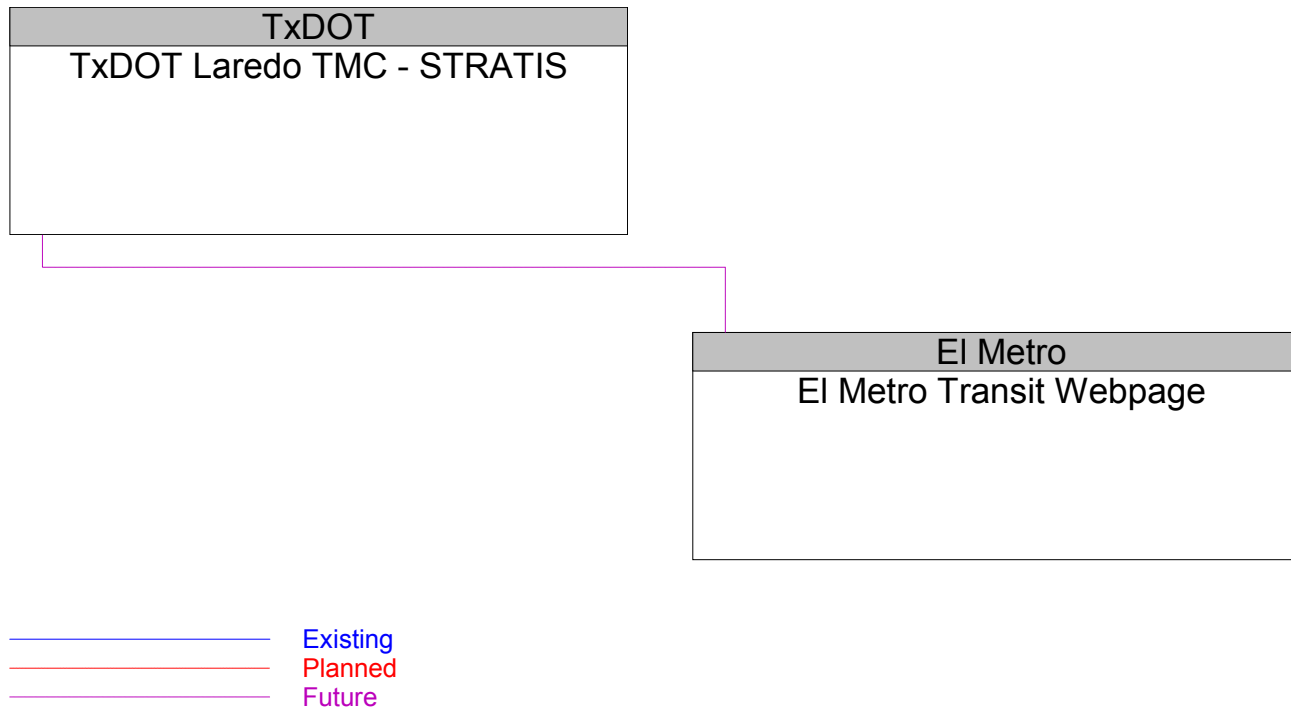 TxDOT
TxDOT Laredo TMC - STRATIS
El Metro
El Metro Transit Webpage
Existing
Planned
Future